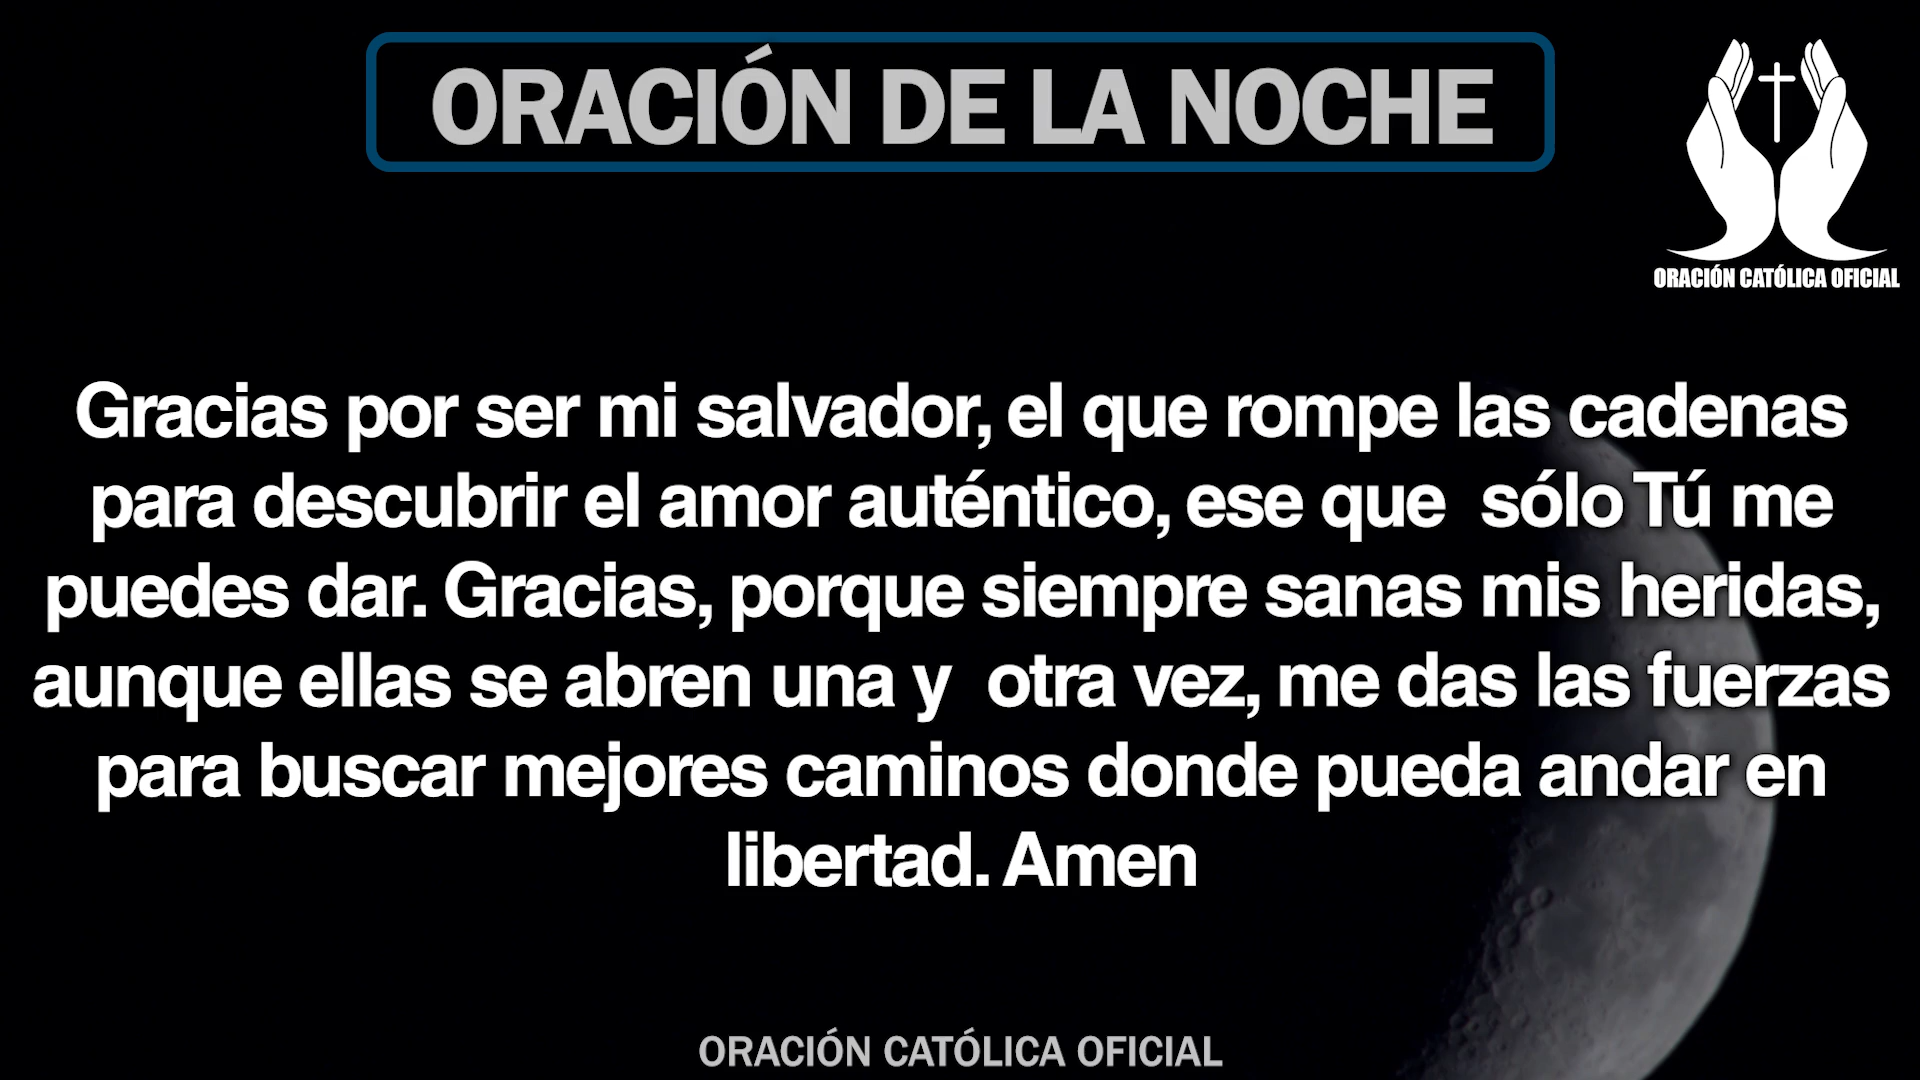 ORACIÓN DE LA NOCHE
ORACIÓN CATÓLICA OFICIAL
Gracias por ser mi salvador, el que rompe las cadenas
para descubrir el amor auténtico, ese que  sólo Tú me
puedes dar. Gracias, porque siempre sanas mis heridas,
aunque ellas se abren una y  otra vez, me das las fuerzas
para buscar mejores caminos donde pueda andar en
libertad. Amen
ORACIÓN CATÓLICA OFICIAL